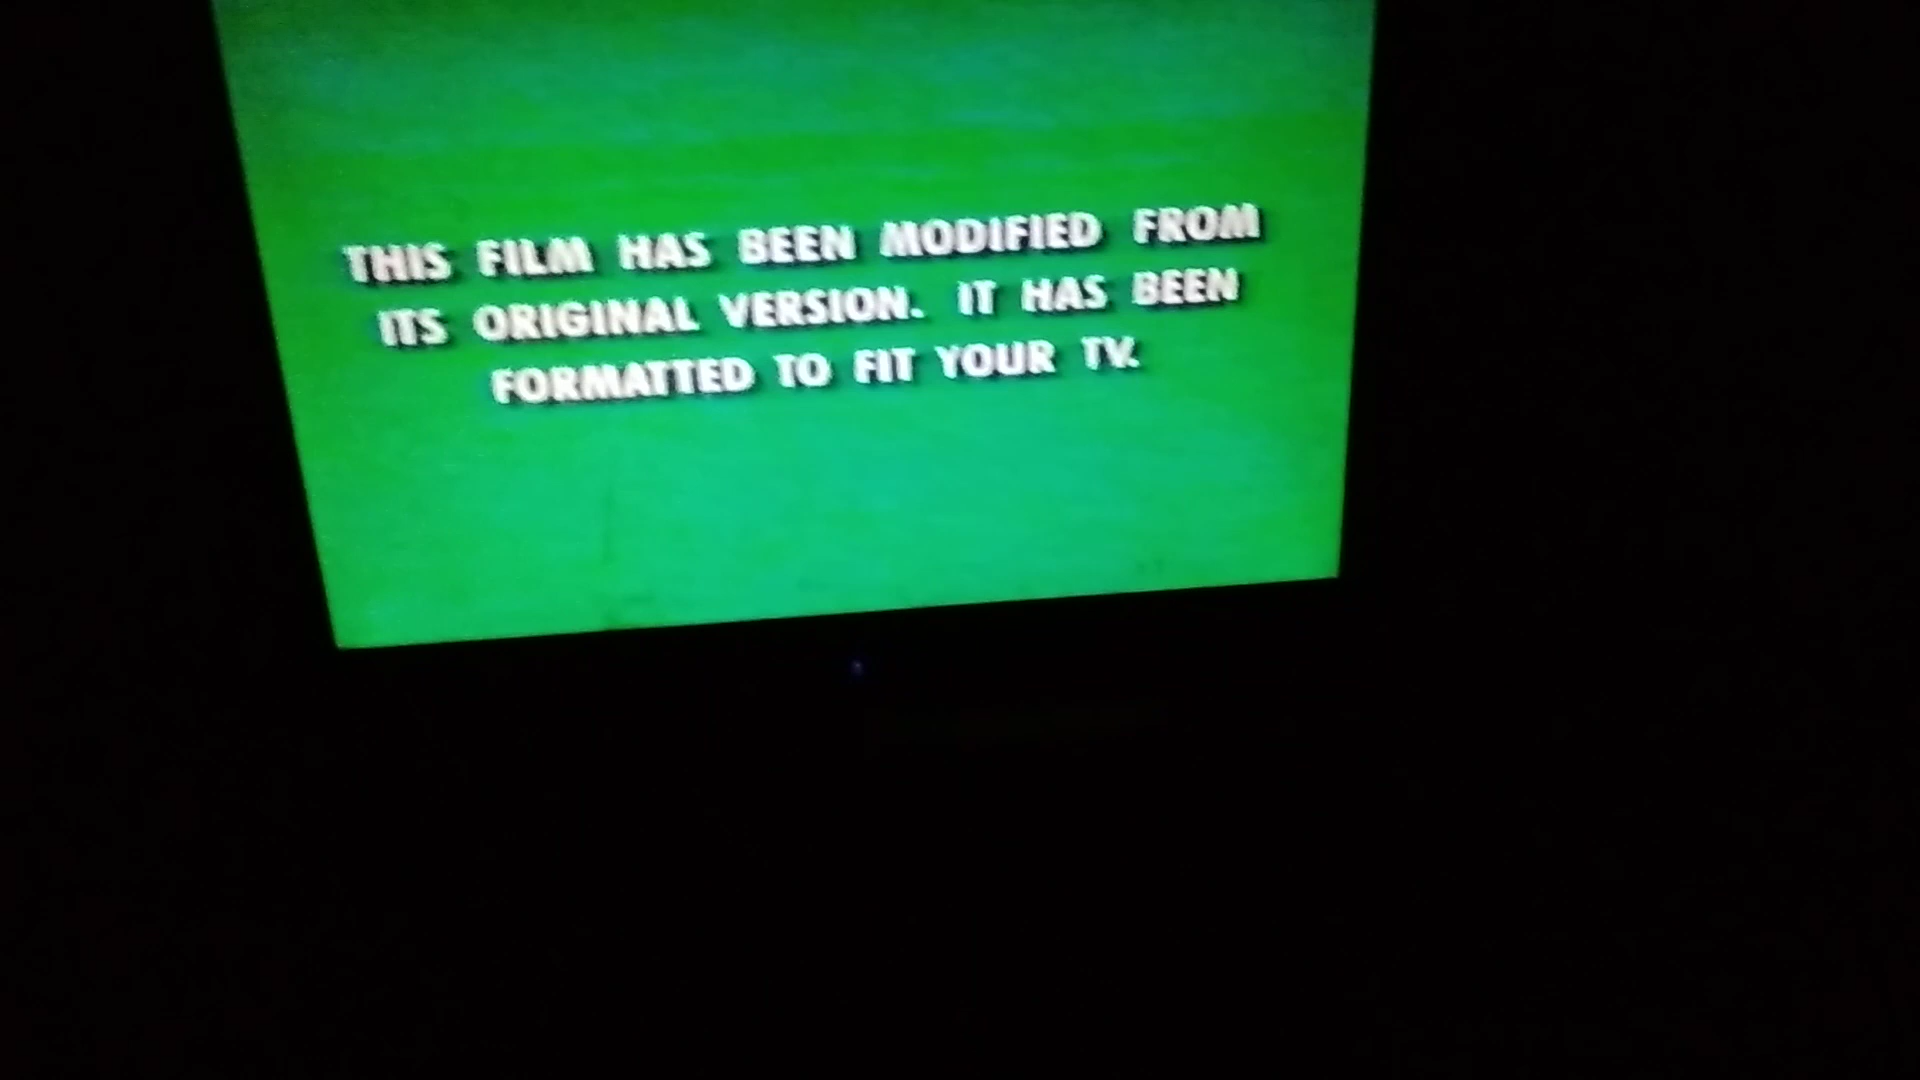 THIS FILM HAS BEEN MODIFIED FROM
ITS ORIGINAL VERSION. IT HAS BEEN
FORMATTED TO FIT YOUR TV.